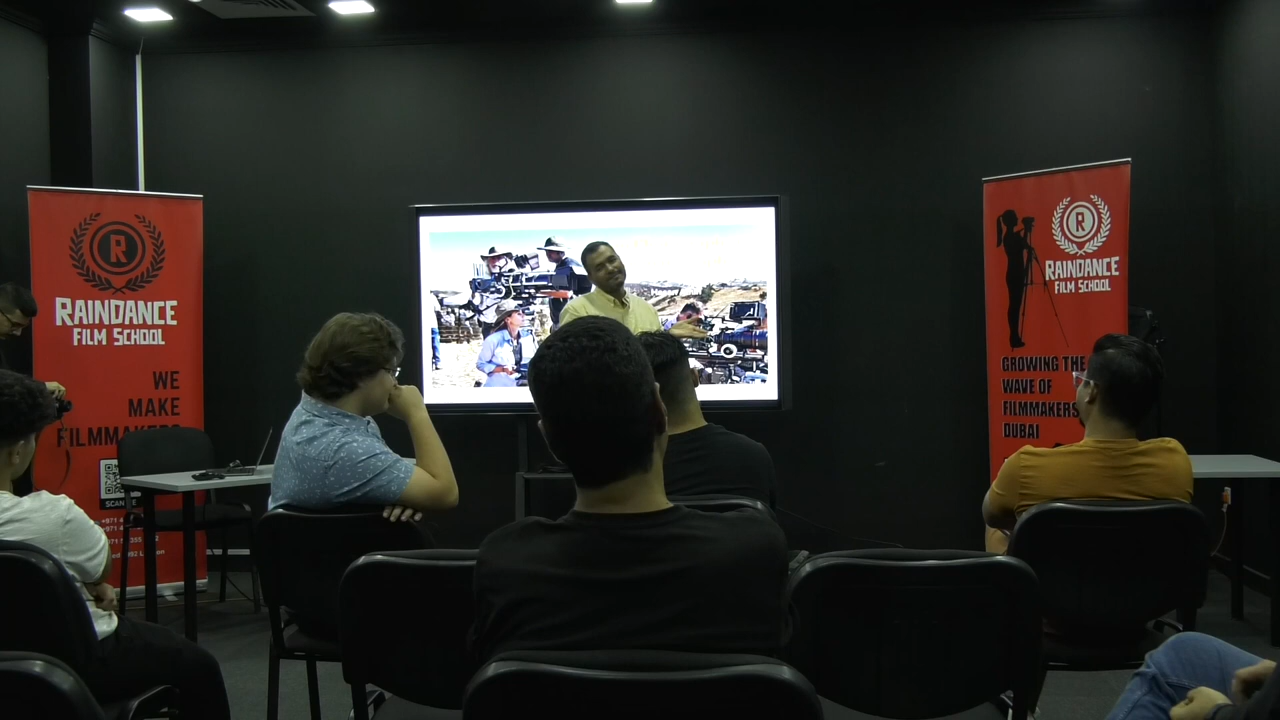 R
RAINDANCE
FILM SCHOOL
WE
MAKE
FILMMAKERS
R
RAINDANCE
FILM SCHOOL
GROWING THE
WAVE OF
FILMMAKERS
DUBAI